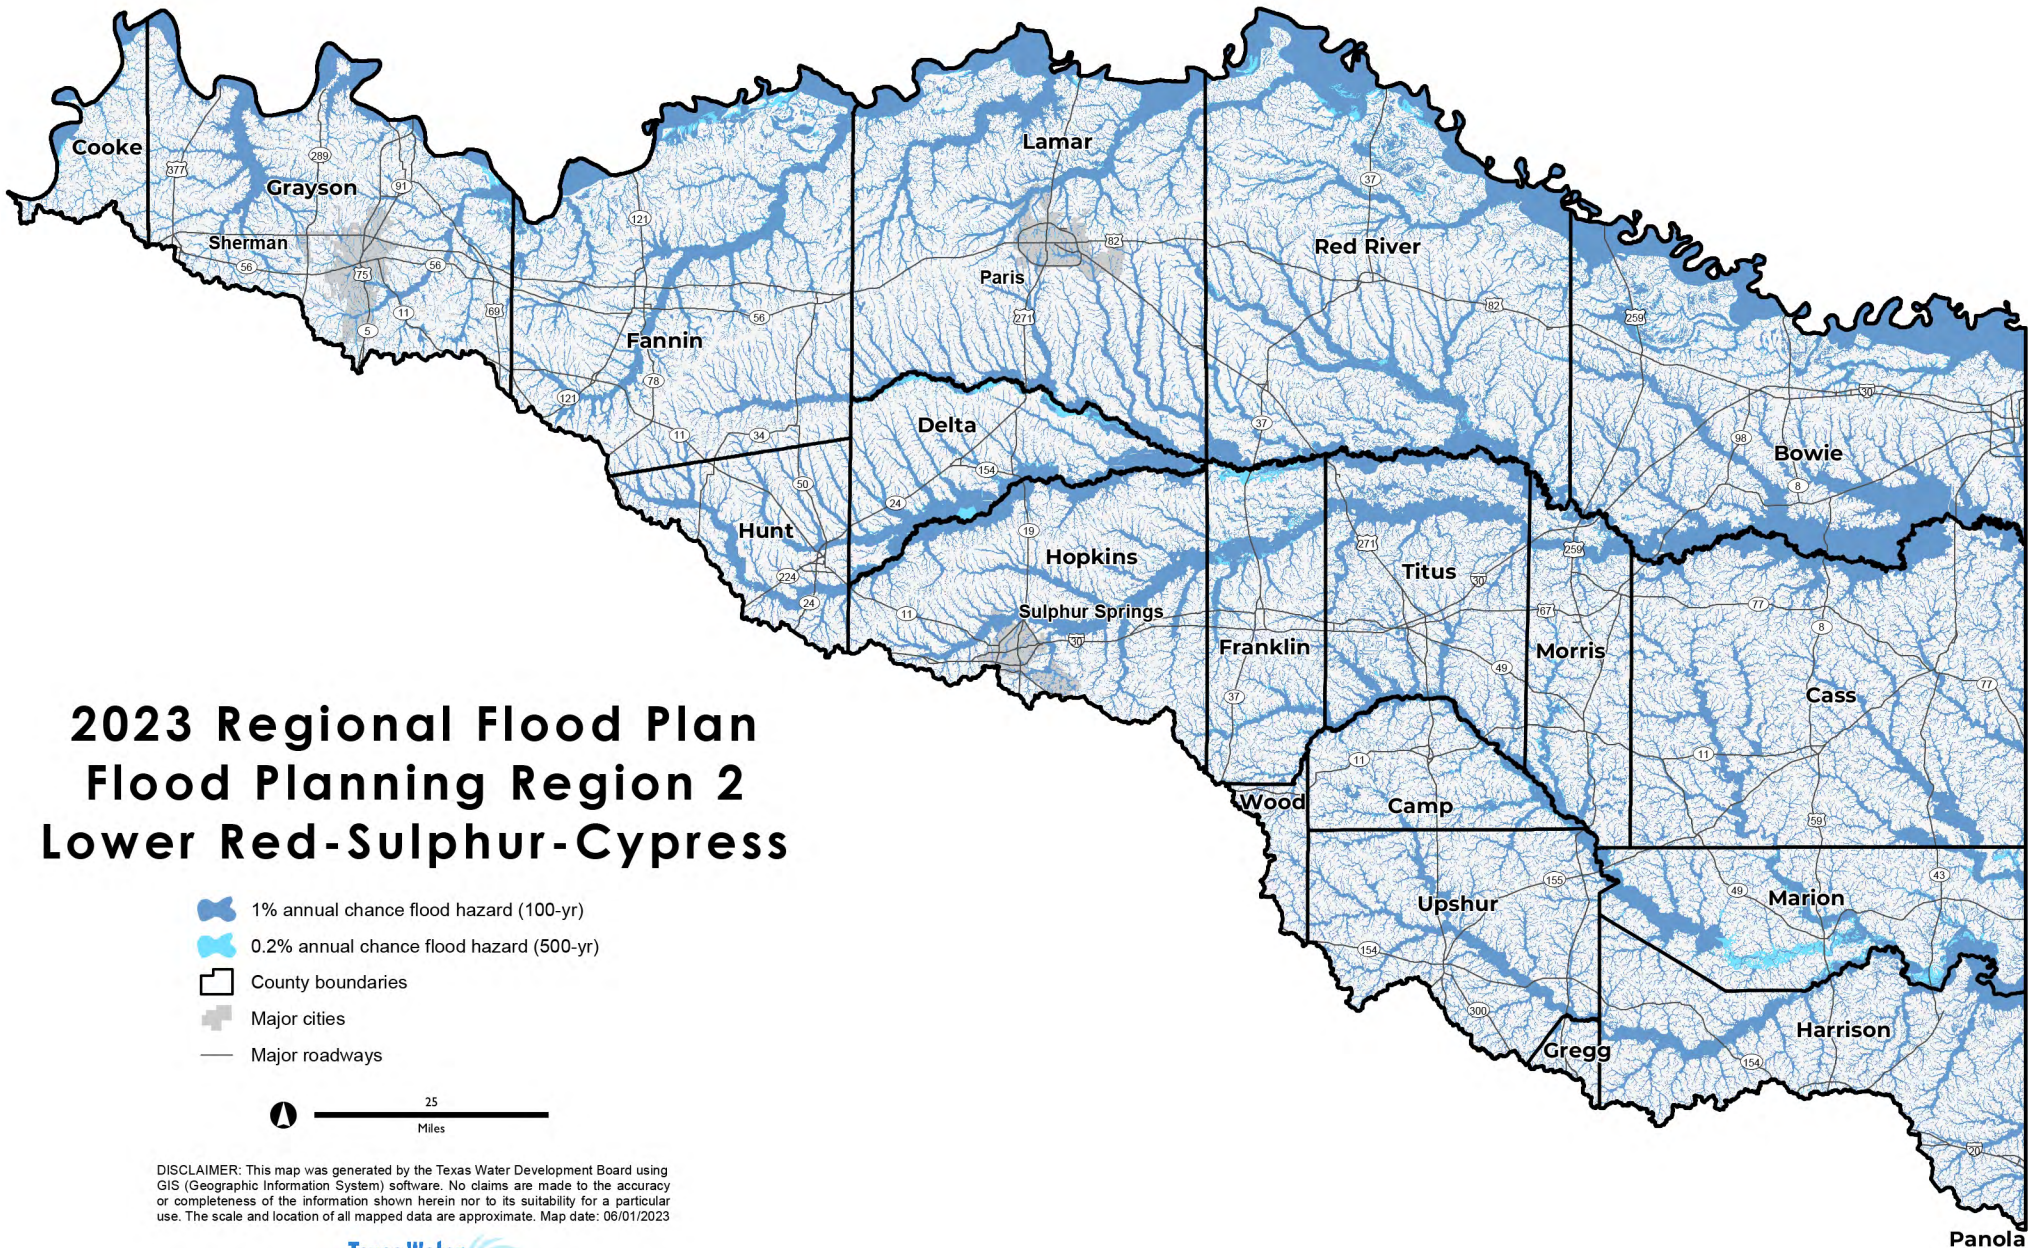 Cooke
377
Grayson
289
91
Sherman
56
75
56
11
5
69
121
Fannin
56
78
121
11
34
Lamar
82
Paris
271
37
Red River
82
259
30
98
Bowie
8
37
Delta
154
24
50
Hunt
224
24
19
Hopkins
11
Sulphur Springs
30
271
Titus
30
259
67
49
Franklin
37
Morris
77
8
77
Cass
11
59
Wood
11
Camp
43
155
49
Marion
Upshur
154
300
Gregg
Harrison
154
20
Panola
2023 Regional Flood Plan
Flood Planning Region 2
Lower Red-Sulphur-Cypress
1% annual chance flood hazard (100-yr)
0.2% annual chance flood hazard (500-yr)
County boundaries
Major cities
Major roadways
25
Miles
DISCLAIMER: This map was generated by the Texas Water Development Board using
GIS (Geographic Information System) software. No claims are made to the accuracy
or completeness of the information shown herein nor to its suitability for a particular
use. The scale and location of all mapped data are approximate. Map date: 06/01/2023
Texas Water